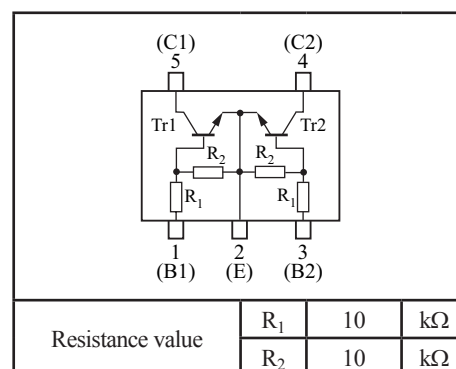 (C1) (C2)
5 4
Tr1 Tr2
R₂ R₂
R₁ R₁
1 2 3
(B1) (E) (B2)
Resistance value R₁ 10 kΩ
R₂ 10 kΩ